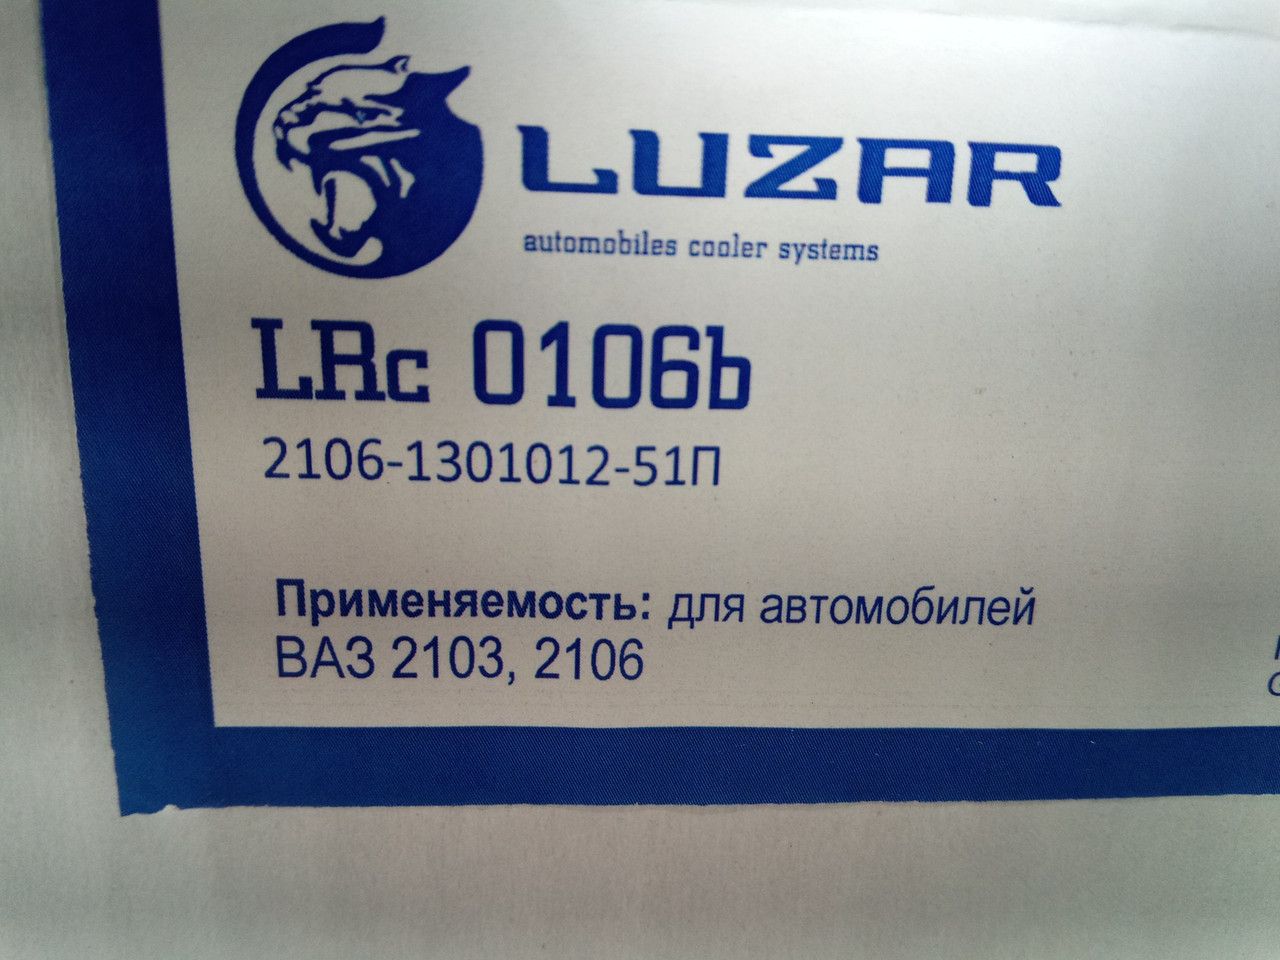 LUZAR
automobiles cooler systems
LRc 0106b
2106-1301012-51П
Применяемость: для автомобилей
ВАЗ 2103, 2106